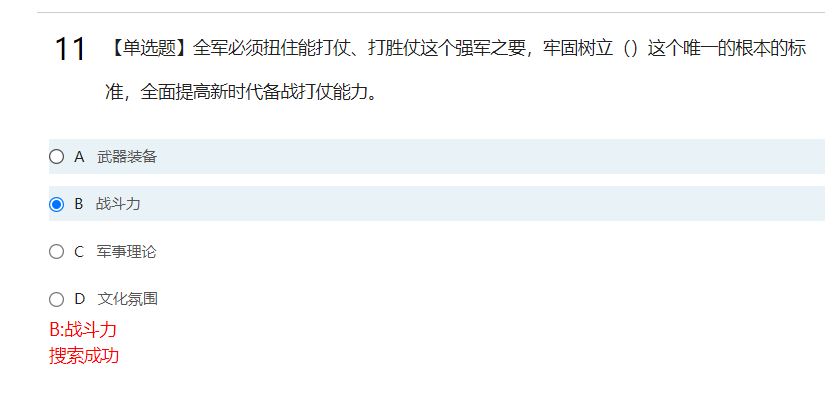 11 【单选题】全军必须扭住能打仗、打胜仗这个强军之要，牢固树立（）这个唯一的根本的标
准，全面提高新时代备战打仗能力。
A 武器装备
B 战斗力
C 军事理论
D 文化氛围
B:战斗力
搜索成功